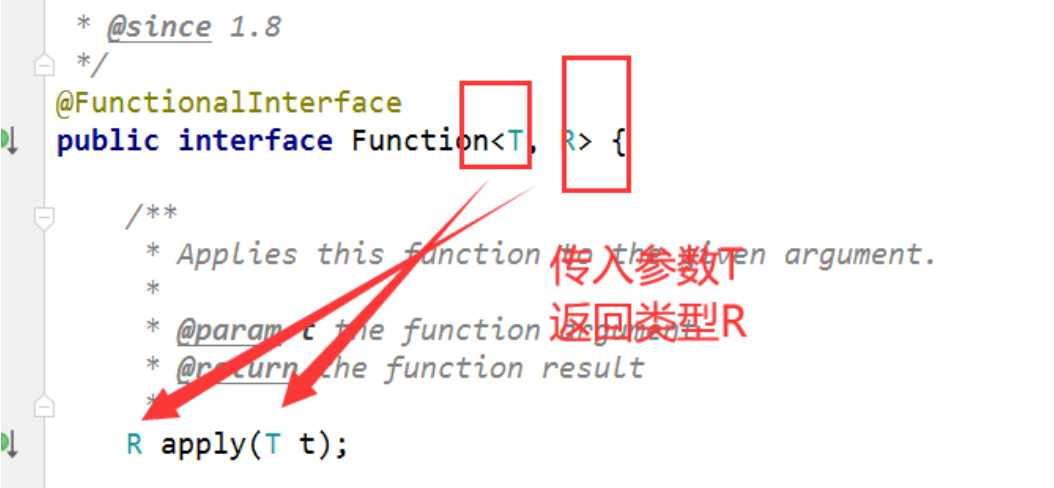 * @since 1.8
*/
@FunctionalInterface
public interface Function<T, R> {
/**
* Applies this function to the given argument.
*
* @param t the function argument
* @return the function result
*
R apply(T t);
传入参数T
返回类型R